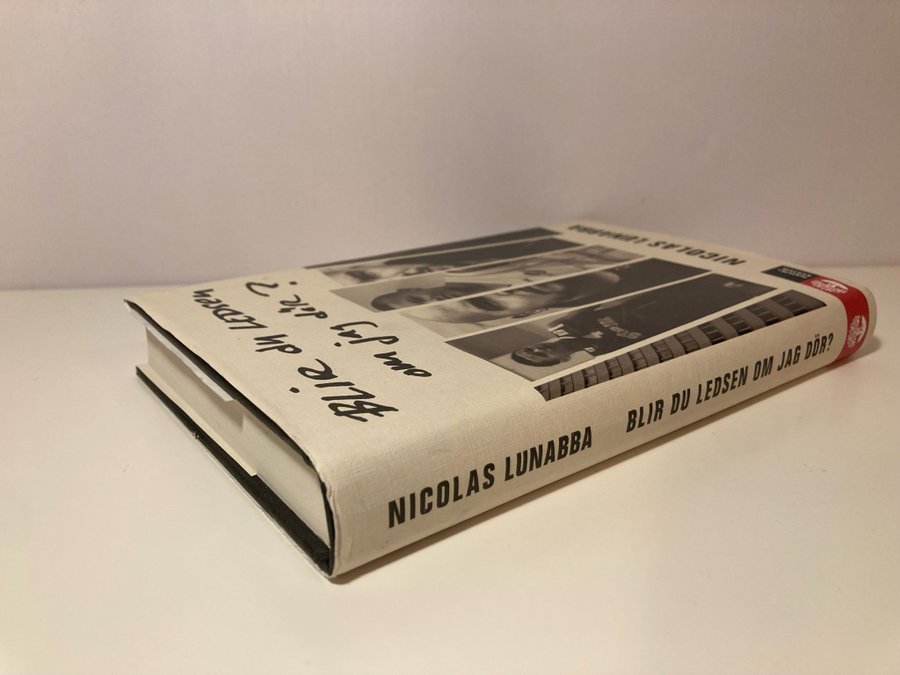 NICOLAS LUNABBA
BLIR du LEDSEN
om jag dör?
NICOLAS LUNABBA BLIR DU LEDSEN OM JAG DÖR?